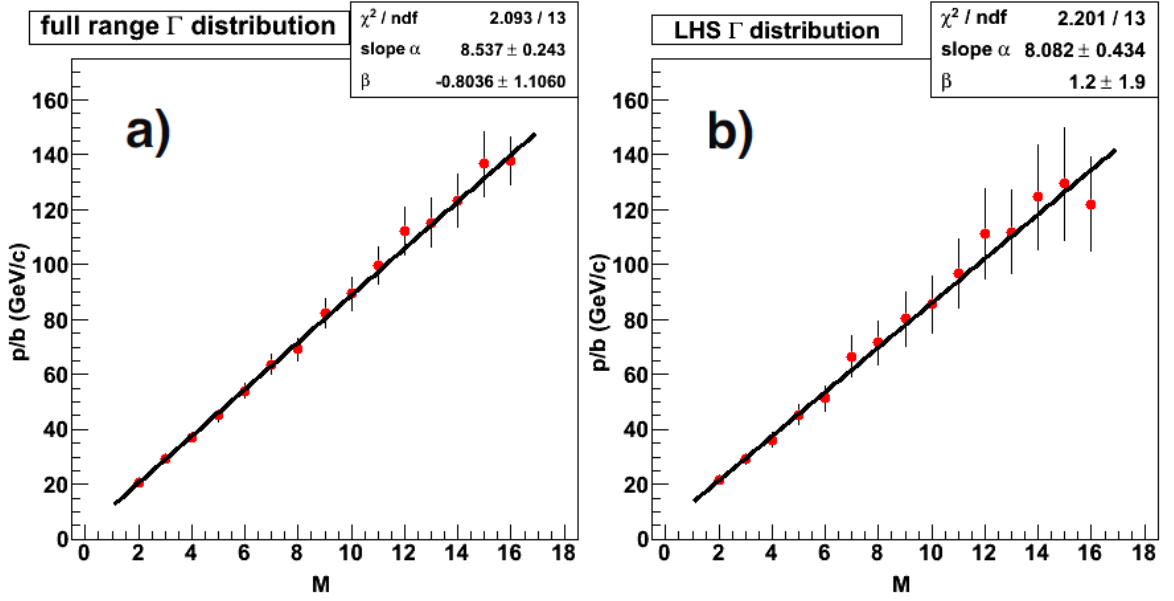 full range Γ distribution
χ² / ndf 2.093 / 13
slope α 8.537 ± 0.243
β -0.8036 ± 1.1060
a)
p/b (GeV/c)
160
140
120
100
80
60
40
20
0
0 2 4 6 8 10 12 14 16 18
M
LHS Γ distribution
χ² / ndf 2.201 / 13
slope α 8.082 ± 0.434
β 1.2 ± 1.9
b)
p/b (GeV/c)
160
140
120
100
80
60
40
20
0
0 2 4 6 8 10 12 14 16 18
M